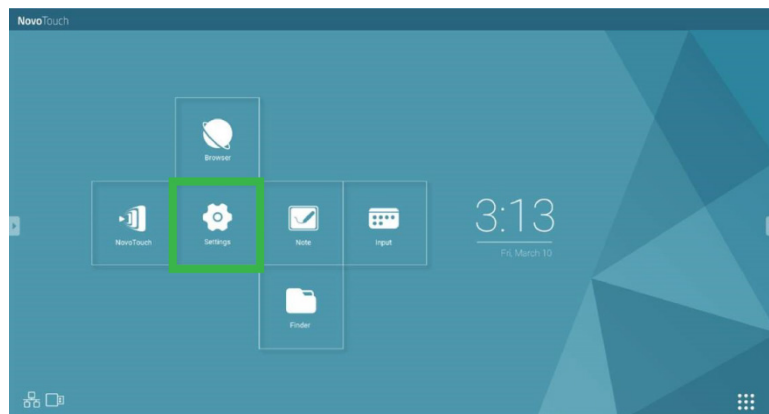 NovoTouch
Browser
NovoTouch
Settings
Note
Input
3:13
Fri, March 10
Finder